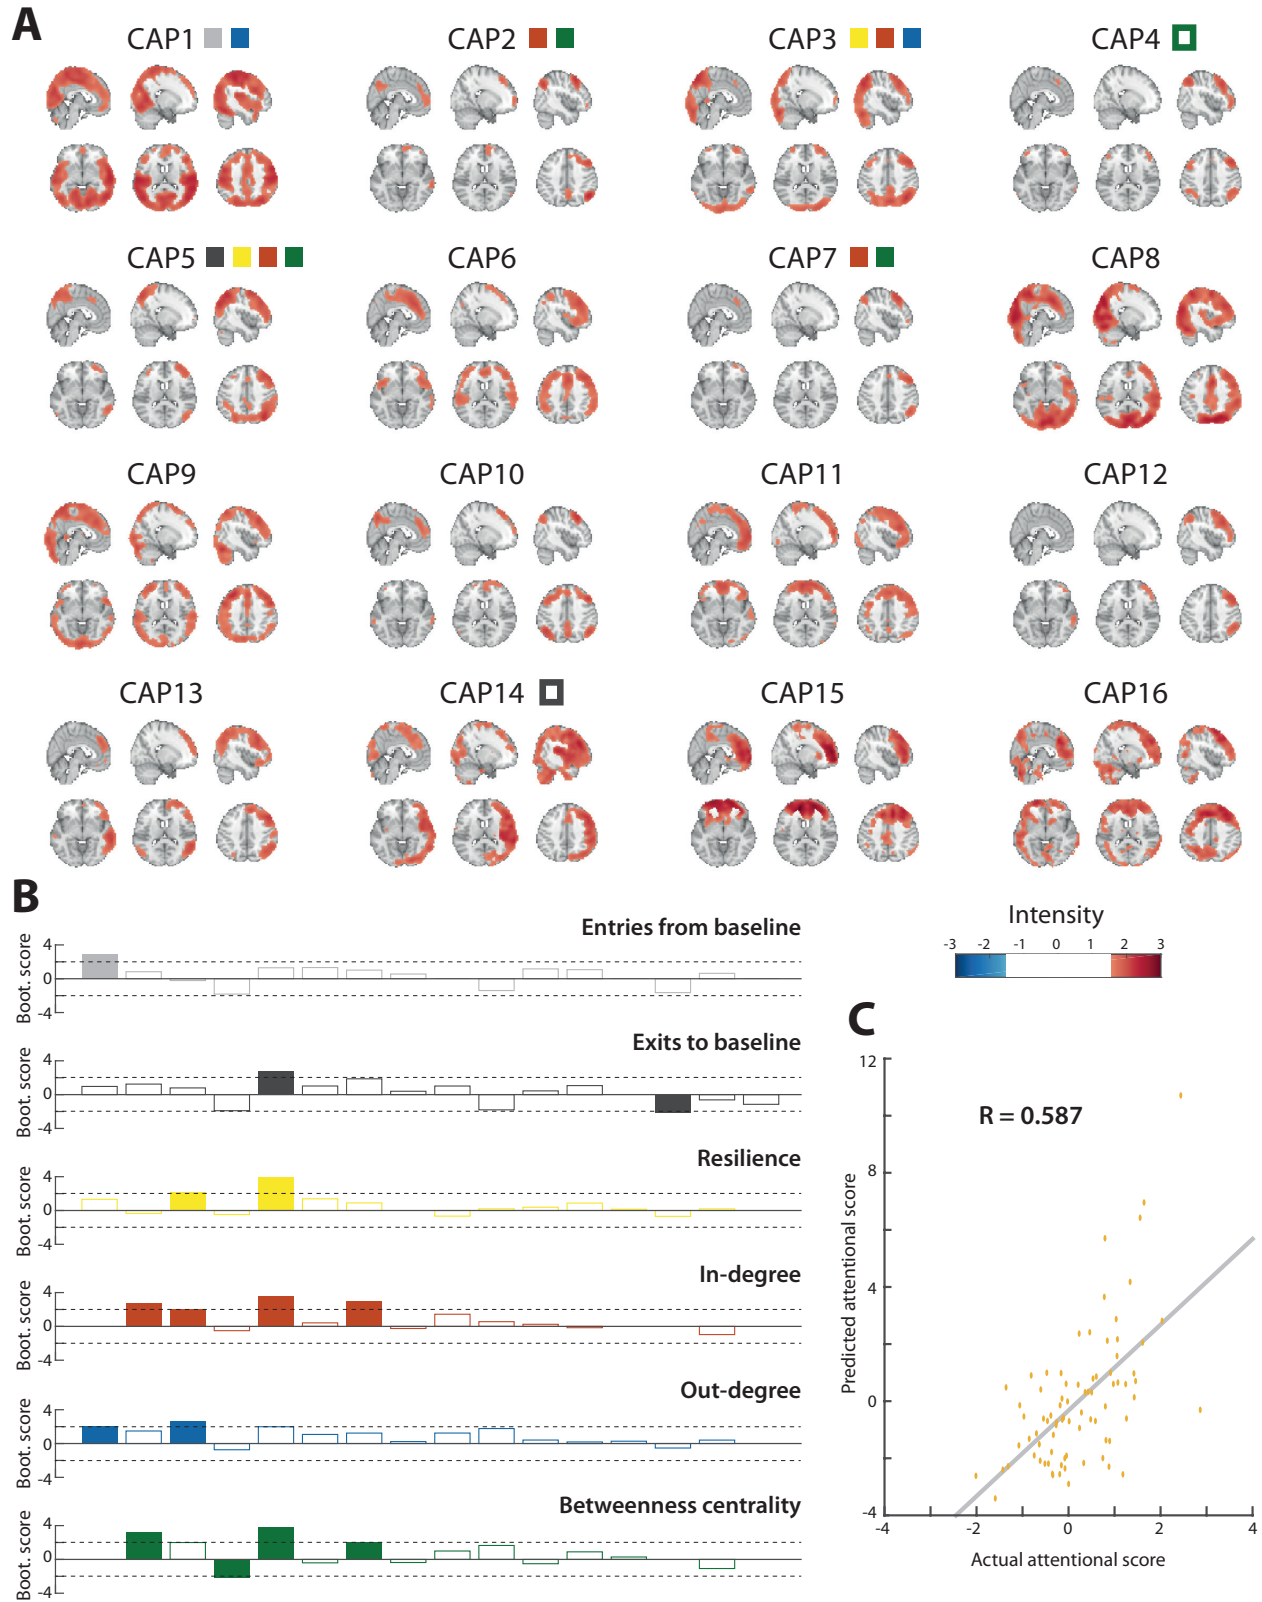 A
CAP1
CAP2
CAP3
CAP4
CAP5
CAP6
CAP7
CAP8
CAP9
CAP10
CAP11
CAP12
CAP13
CAP14
CAP15
CAP16
B
Entries from baseline
Boot. score
4
0
-4
Exits to baseline
Boot. score
4
0
-4
Resilience
Boot. score
4
0
-4
In-degree
Boot. score
4
0
-4
Out-degree
Boot. score
4
0
-4
Betweenness centrality
Boot. score
4
0
-4
Intensity
-3 -2 -1 0 1 2 3
C
R = 0.587
Predicted attentional score
12
8
4
0
-4
-4 -2 0 2 4
Actual attentional score